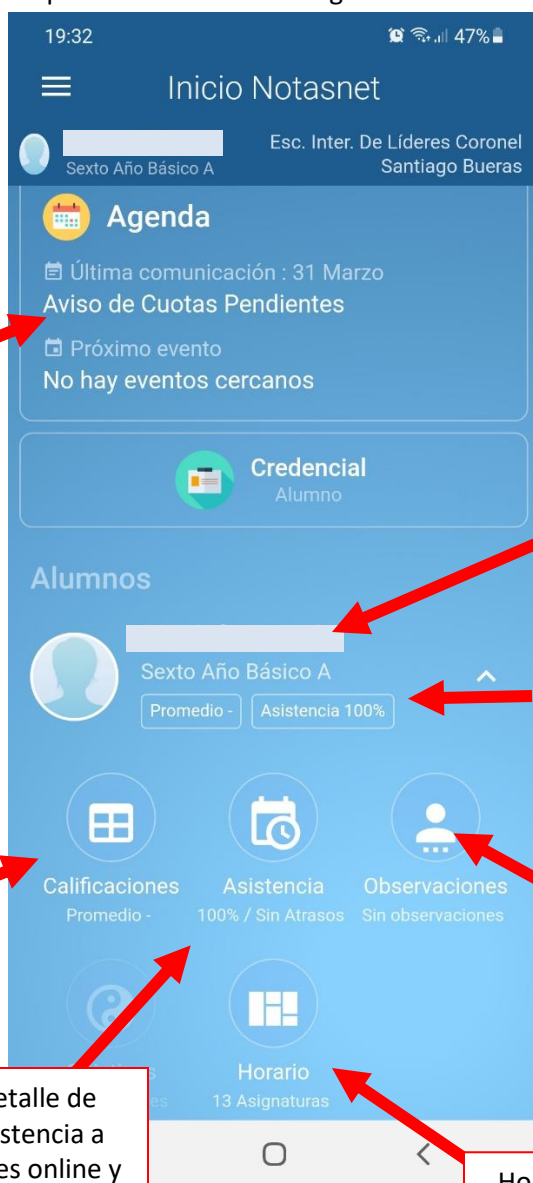 19:32
47%
Inicio Notasnet
Esc. Inter. De Líderes Coronel
Sexto Año Básico A
Santiago Bueras
Agenda
Última comunicación : 31 Marzo
Aviso de Cuotas Pendientes
Próximo evento
No hay eventos cercanos
Credencial
Alumno
Alumnos
Sexto Año Básico A
Promedio -
Asistencia 100%
Calificaciones
Asistencia
Observaciones
Promedio -
100% / Sin Atrasos
Sin observaciones
Horario
13 Asignaturas
etalle de
istencia a
es online y
Ho